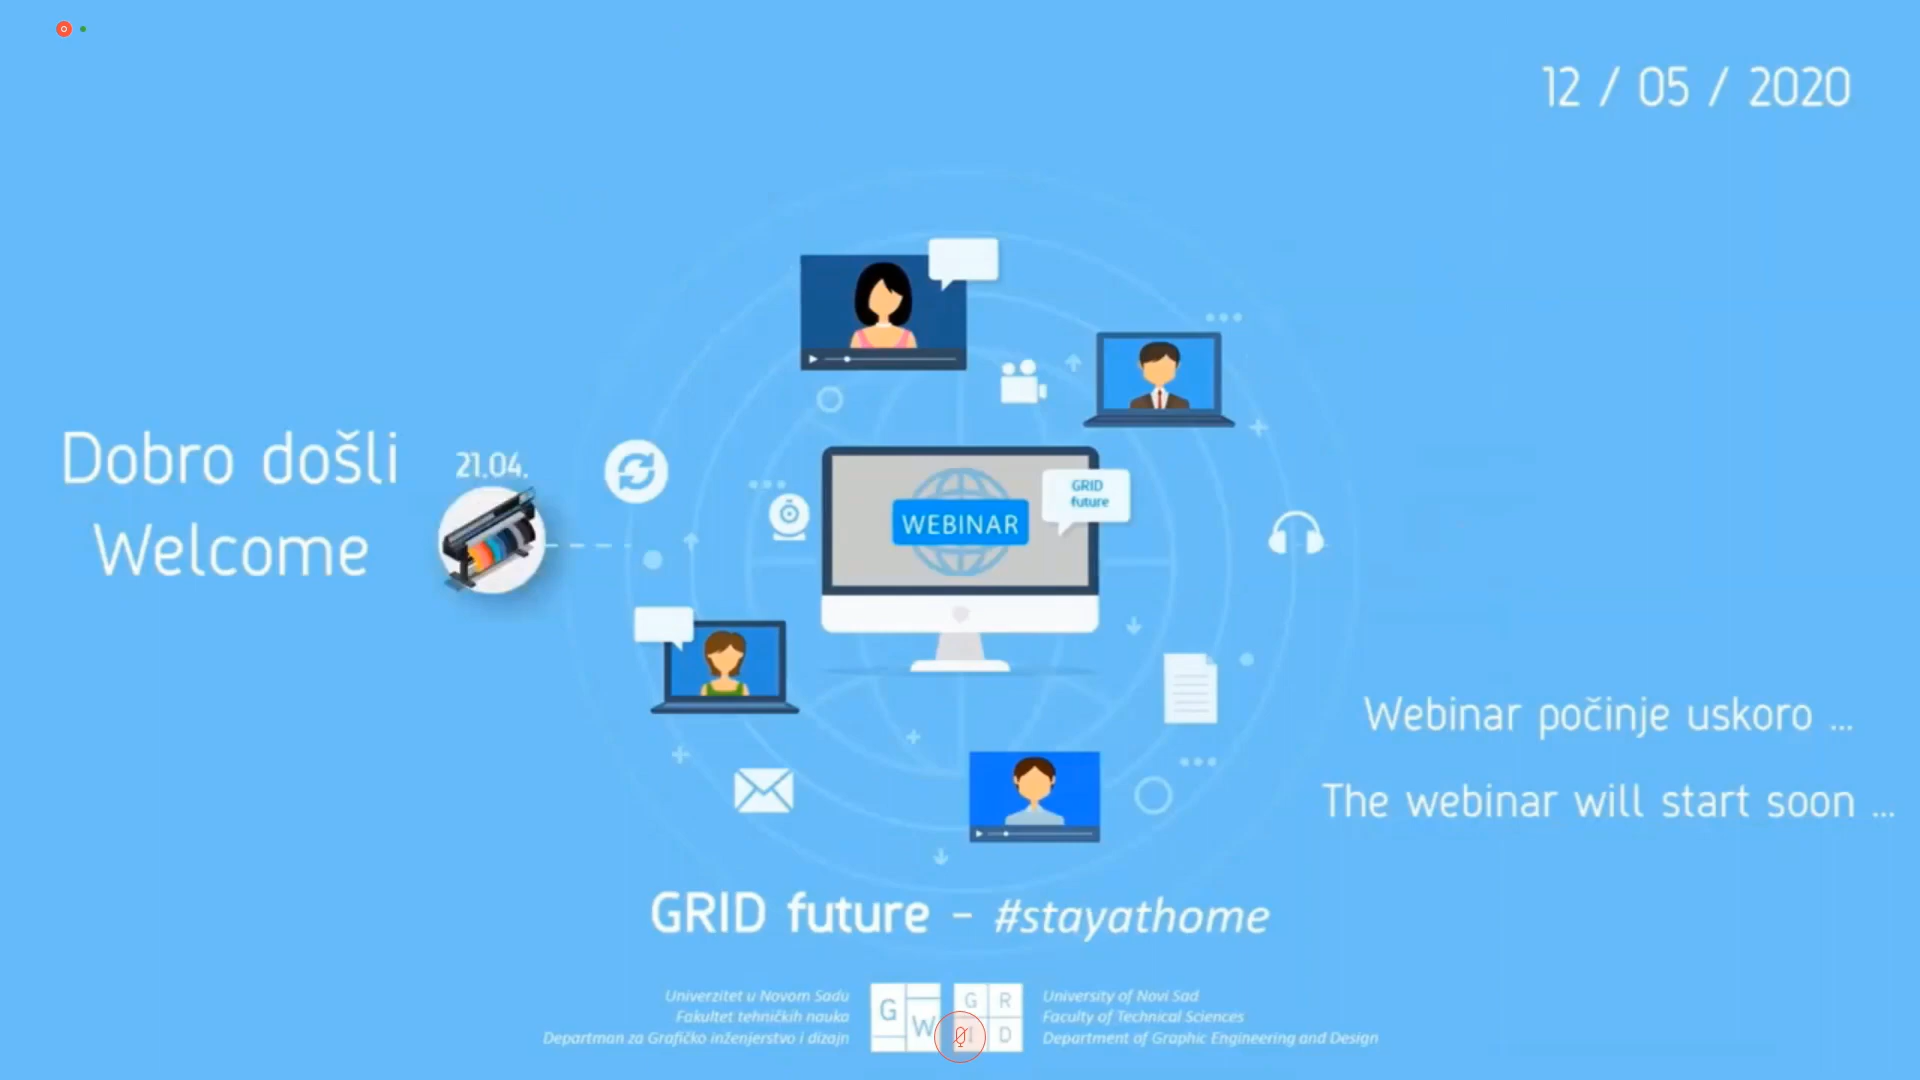 12 / 05 / 2020
Dobro došli
Welcome
21.04.
GRID
future
WEBINAR
Webinar počinje uskoro ...
The webinar will start soon ...
GRID future - #stayathome
Univerzitet u Novom Sadu
Fakultet tehničkih nauka
Departman za Grafičko inženjerstvo i dizajn
G
W
G R
I D
University of Novi Sad
Faculty of Technical Sciences
Department of Graphic Engineering and Design